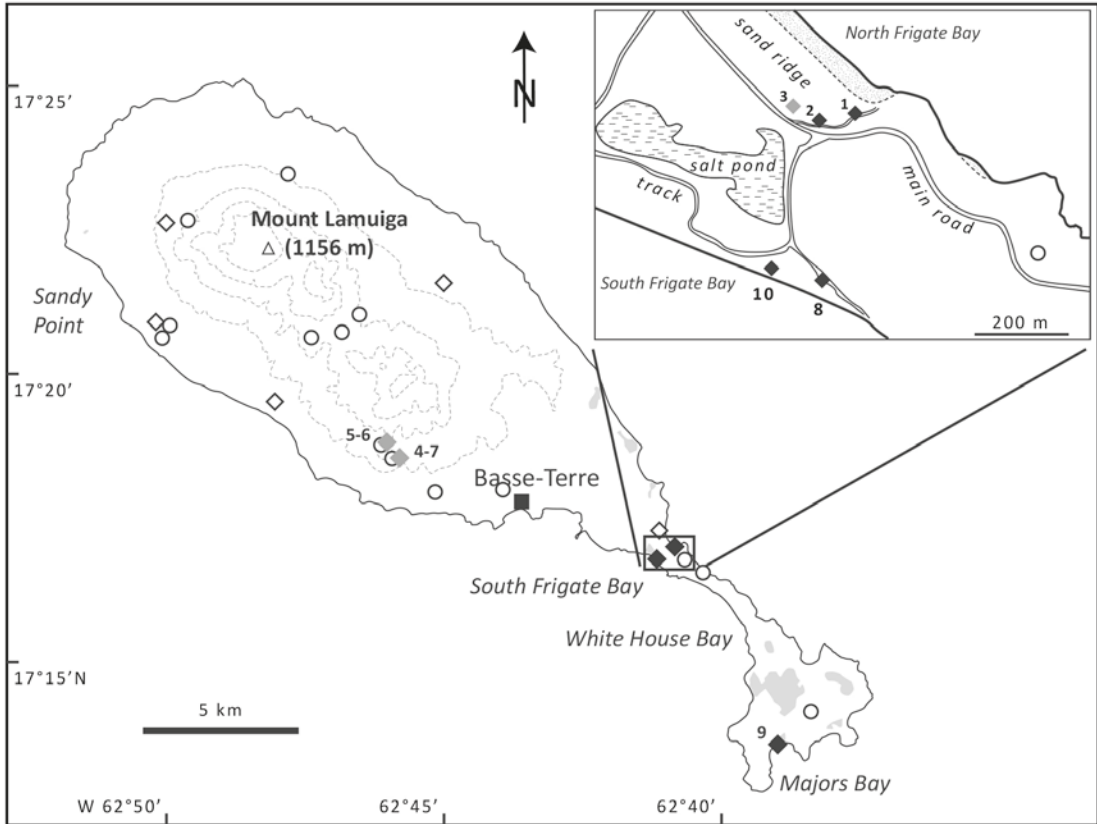 North Frigate Bay
sand ridge
3
2
1
salt pond
track
main road
South Frigate Bay
10
8
200 m
17°25’
N
Mount Lamuiga
(1156 m)
Sandy
Point
17°20’
5-6
4-7
Basse-Terre
South Frigate Bay
White House Bay
17°15’N
5 km
9
Majors Bay
W 62°50’
62°45’
62°40’